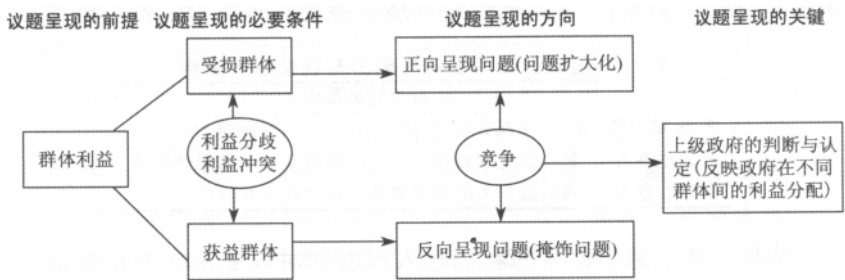 议题呈现的前提 议题呈现的必要条件 议题呈现的方向 议题呈现的关键
受损群体
正向呈现问题(问题扩大化)
群体利益
利益分歧
利益冲突
竞争
上级政府的判断与认
定(反映政府在不同
群体间的利益分配)
获益群体
反向呈现问题(掩饰问题)